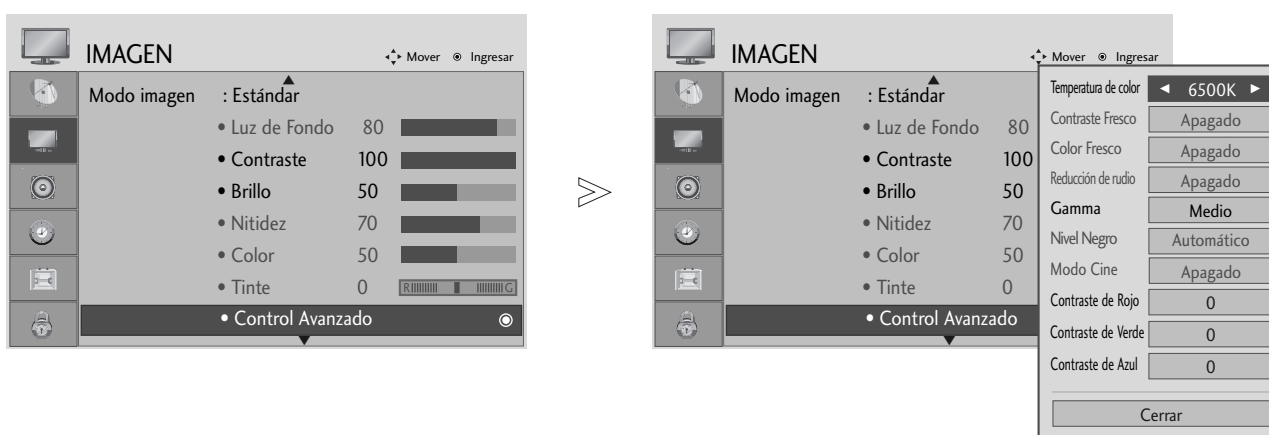 IMAGEN
Mover Ingresar
Modo imagen : Estándar
• Luz de Fondo 80
• Contraste 100
• Brillo 50
• Nitidez 70
• Color 50
• Tinte 0 R G
• Control Avanzado
IMAGEN
Mover Ingresar
Modo imagen : Estándar
• Luz de Fondo 80
• Contraste 100
• Brillo 50
• Nitidez 70
• Color 50
• Tinte 0
• Control Avanzado
Temperatura de color ◄ 6500K ►
Contraste Fresco Apagado
Color Fresco Apagado
Reducción de rudio Apagado
Gamma Medio
Nivel Negro Automático
Modo Cine Apagado
Contraste de Rojo 0
Contraste de Verde 0
Contraste de Azul 0
Cerrar